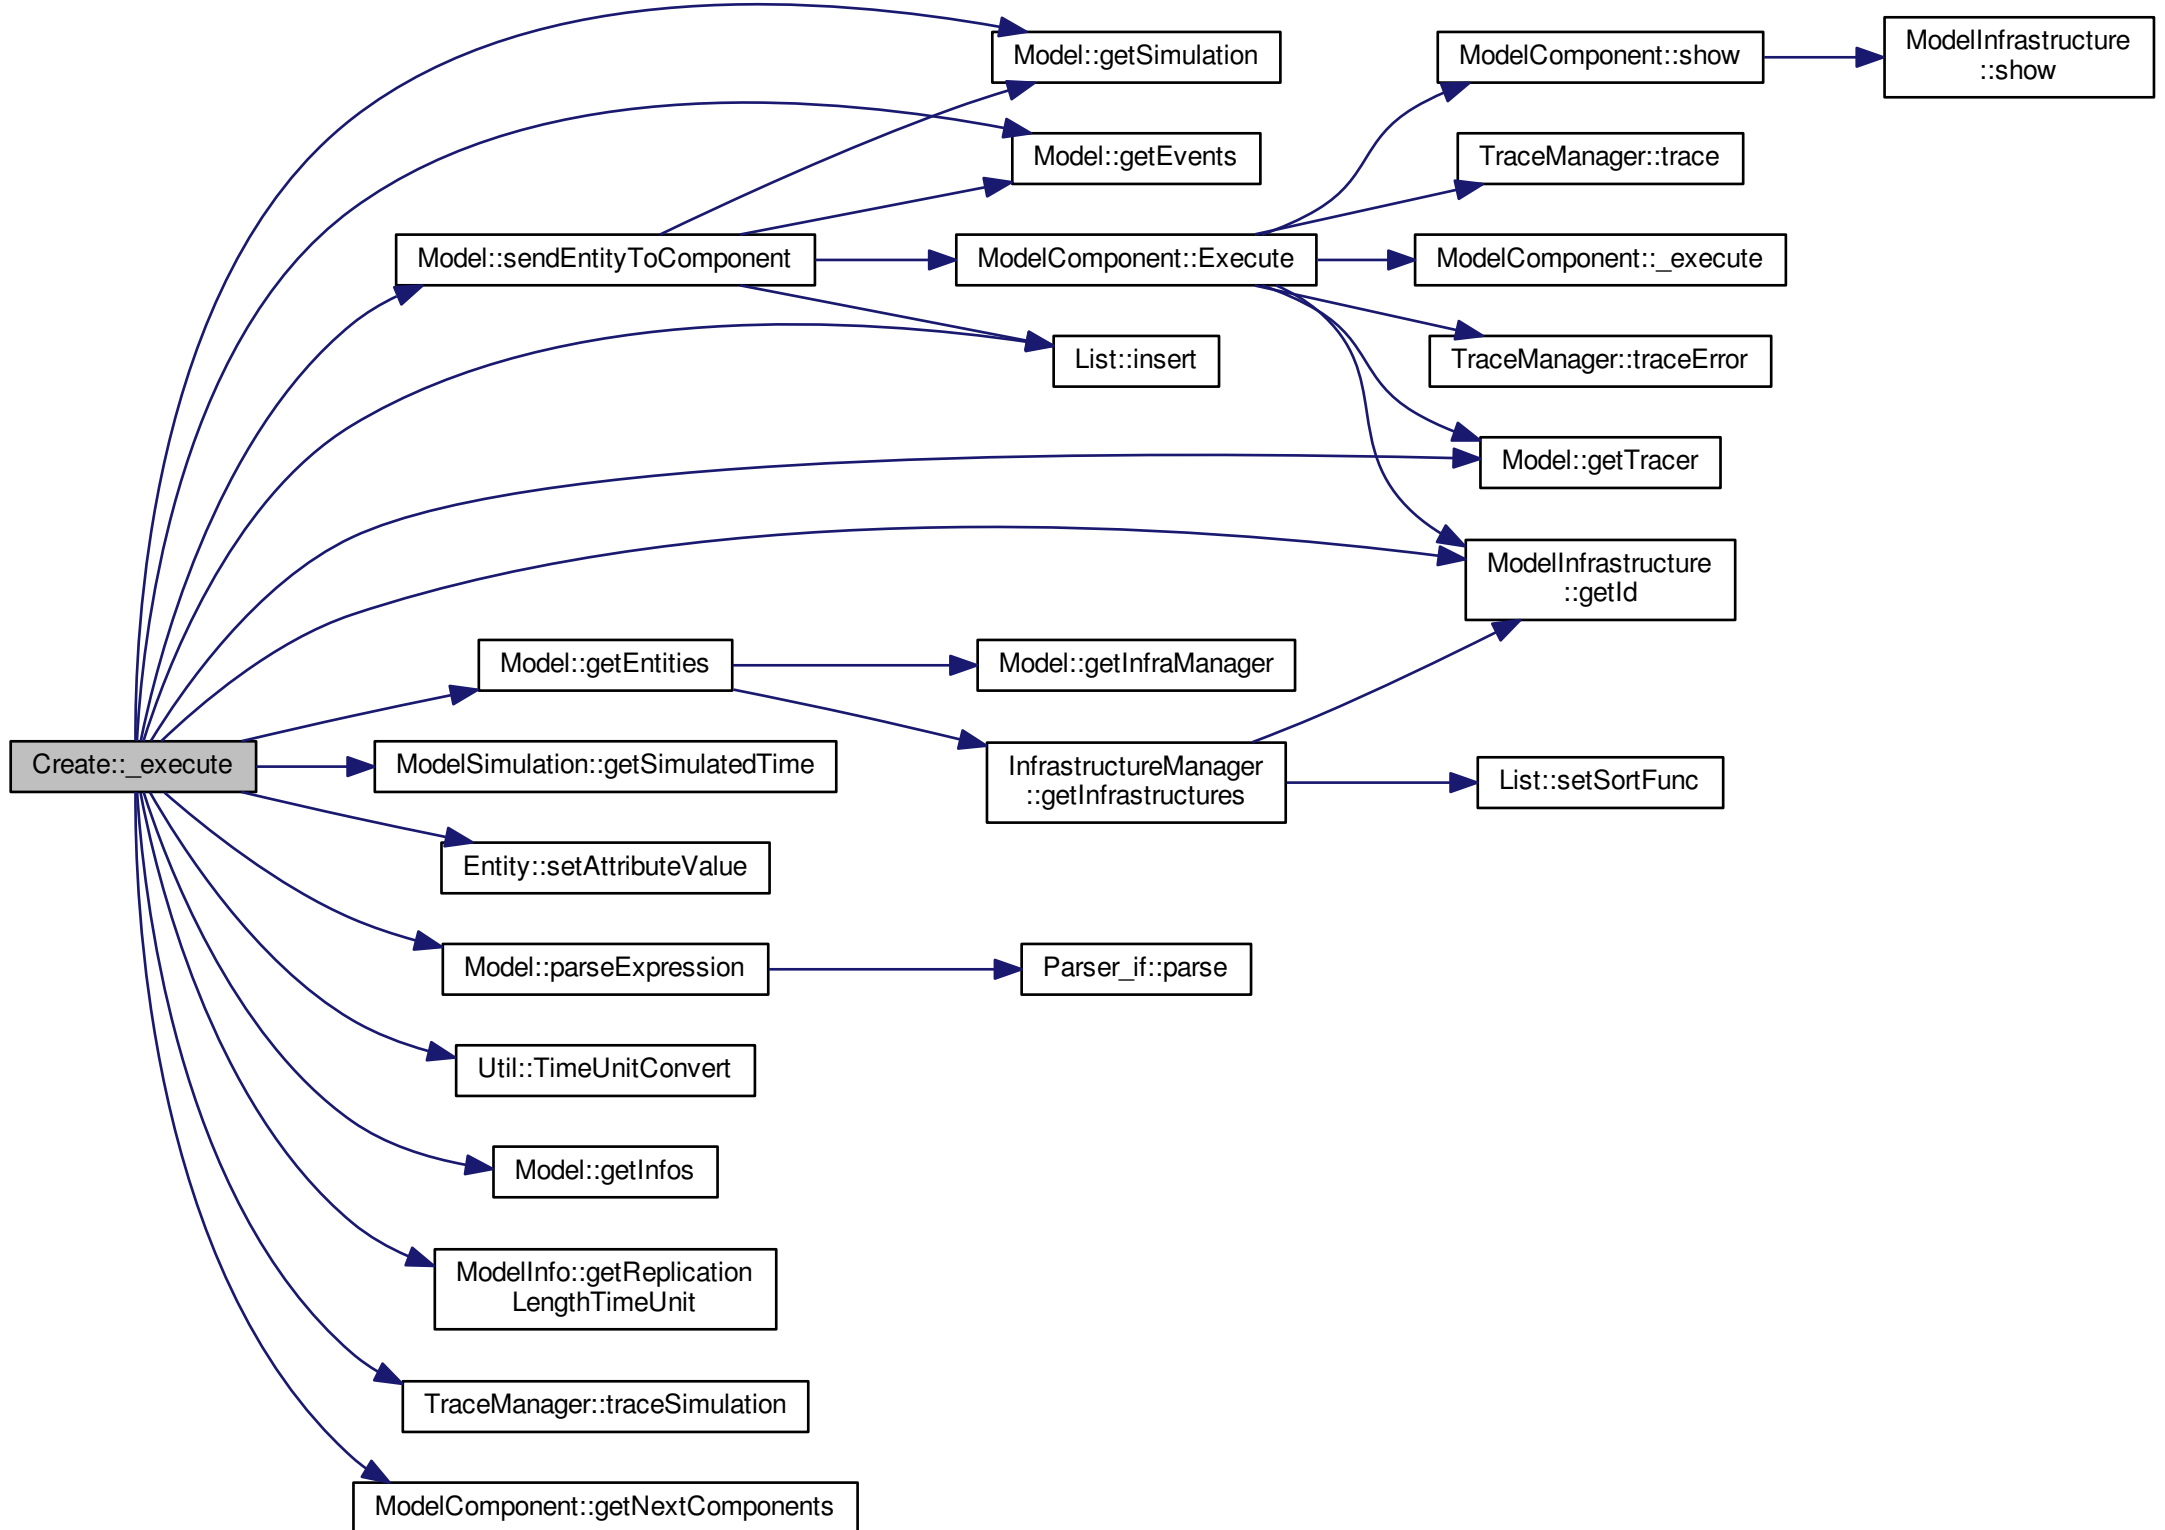 Model::getSimulation
ModelComponent::show
ModelInfrastructure
::show
Model::getEvents
TraceManager::trace
Model::sendEntityToComponent
ModelComponent::Execute
ModelComponent::_execute
List::insert
TraceManager::traceError
Model::getTracer
ModelInfrastructure
::getId
Model::getEntities
Model::getInfraManager
Create::_execute
ModelSimulation::getSimulatedTime
InfrastructureManager
::getInfrastructures
List::setSortFunc
Entity::setAttributeValue
Model::parseExpression
Parser_if::parse
Util::TimeUnitConvert
Model::getInfos
ModelInfo::getReplication
LengthTimeUnit
TraceManager::traceSimulation
ModelComponent::getNextComponents